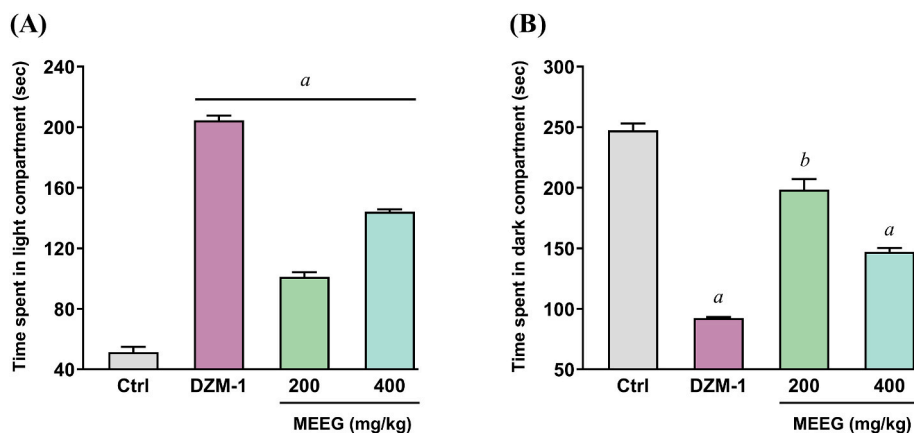 (A)
Time spent in light compartment (sec)
240
200
160
120
80
40
a
Ctrl DZM-1 200 400
MEEG (mg/kg)
(B)
Time spent in dark compartment (sec)
300
250
200
150
100
50
a
b
a
Ctrl DZM-1 200 400
MEEG (mg/kg)